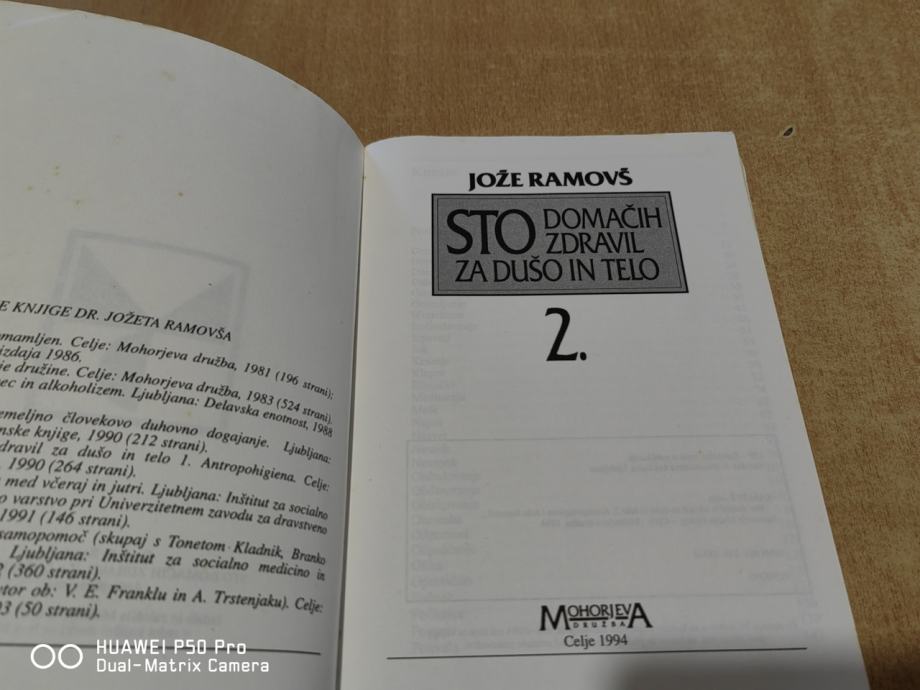 E KNJIGE DR. JOŽETA RAMOVŠA
mamljen. Celje: Mohorjeva družba, 1981 (196 strani);
izdaja 1986.
je družine. Celje: Mohorjeva družba, 1983 (524 strani).
ec in alkoholizem. Ljubljana: Delavska enotnost, 1988
emeljno človekovo duhovno dogajanje. Ljubljana:
nske knjige, 1990 (212 strani).
dravil za dušo in telo 1. Antropohigiena. Celje:
, 1990 (264 strani).
med včeraj in jutri. Ljubljana: Inštitut za socialno
o varstvo pri Univerzitetnem zavodu za dravstveno
1991 (146 strani).
samopomoč (skupaj s Tonetom Kladnik, Branko
Ljubljana: Inštitut za socialno medicino in
2 (360 strani).
tor ob: V. E. Franklu in A. Trstenjaku). Celje:
93 (50 strani).
JOŽE RAMOVŠ
STO DOMAČIH
ZDRAVIL
ZA DUŠO IN TELO
2.
MOHORJEVA
DRUŽBA
Celje 1994
HUAWEI P50 Pro
Dual-Matrix Camera